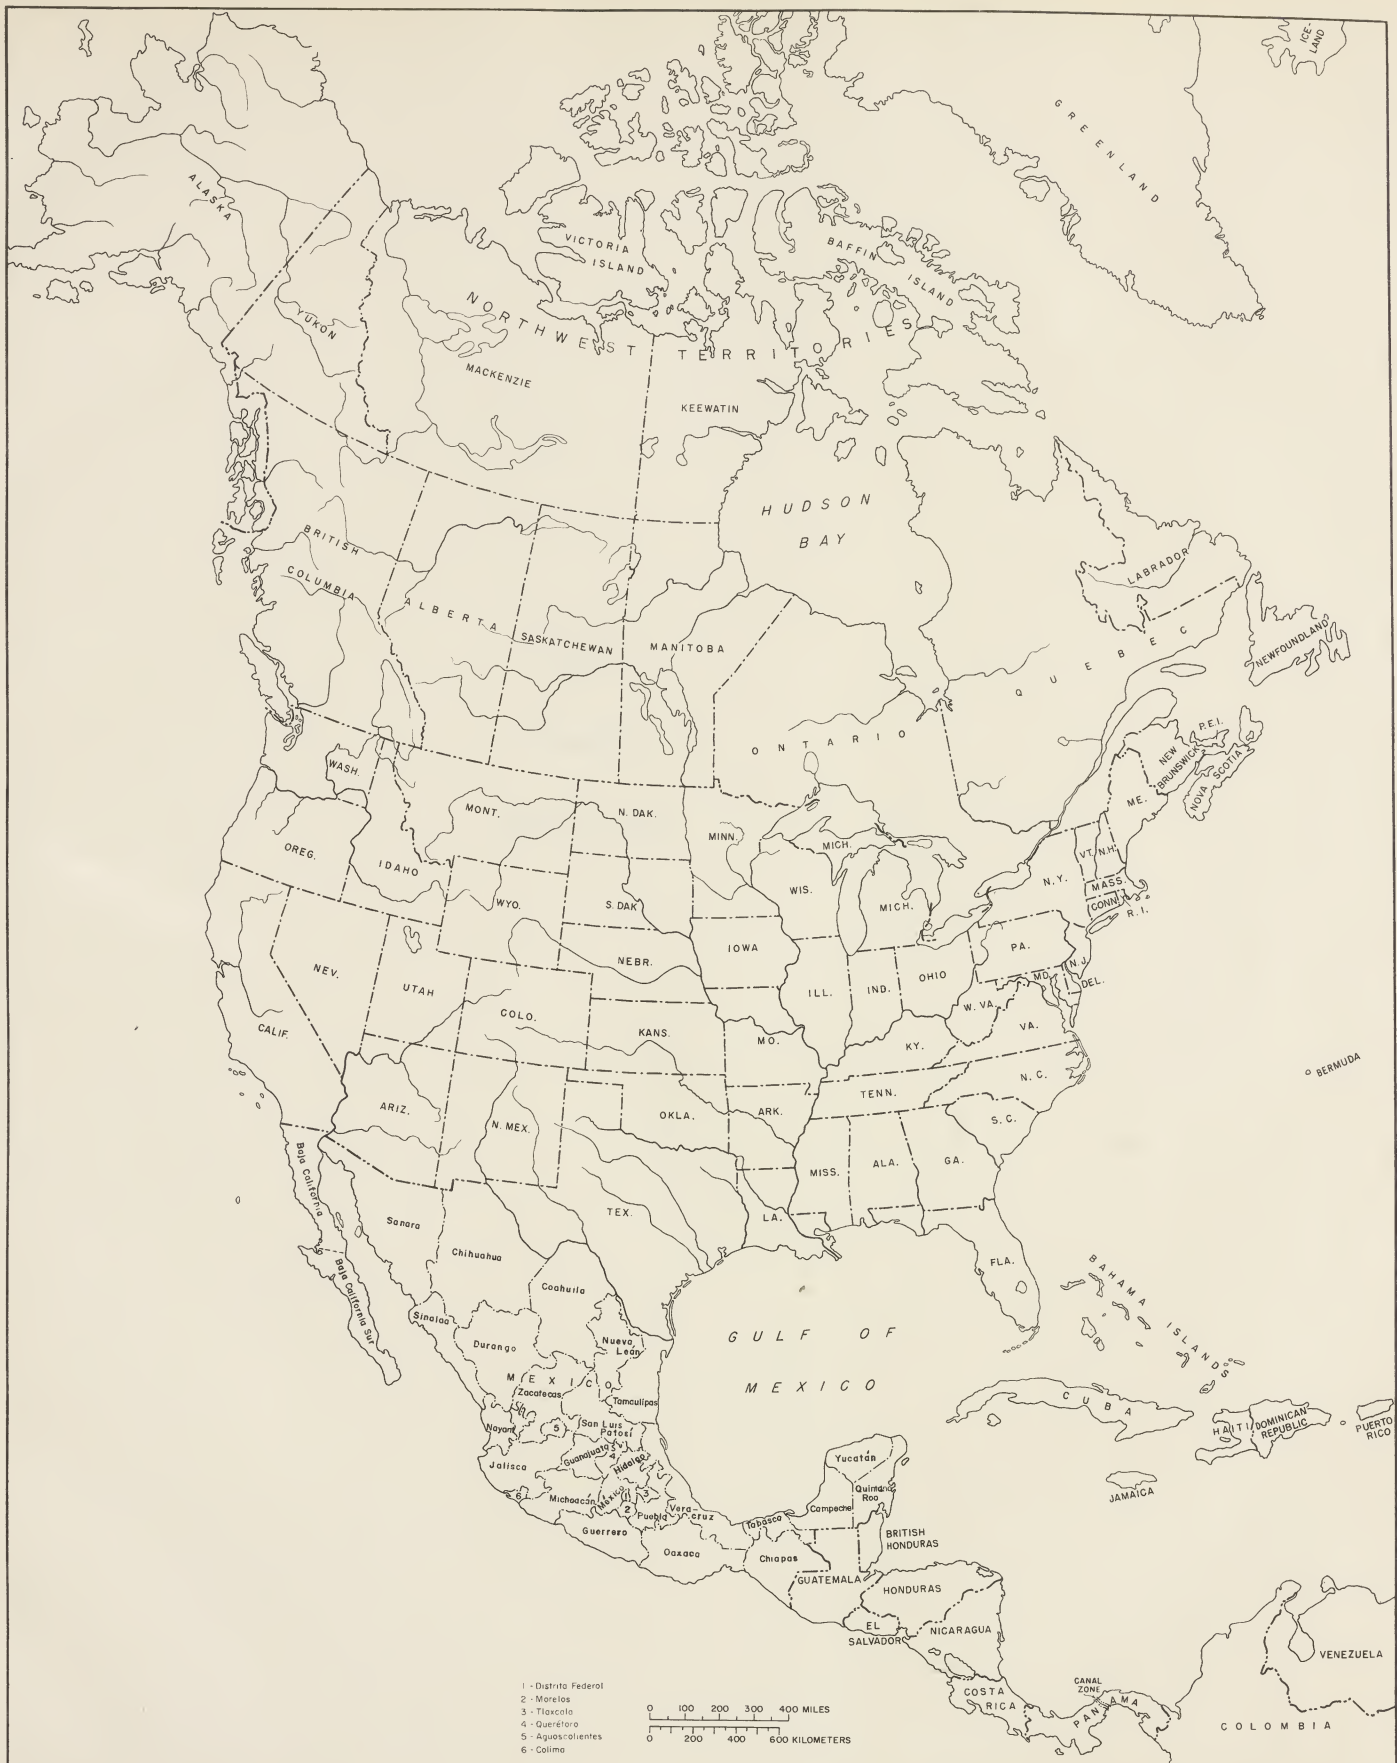 ICE-
LAND
GREENLAND
ALASKA
VICTORIA
ISLAND
BAFFIN
ISLAND
YUKON
NORTHWEST TERRITORIES
MACKENZIE
KEEWATIN
HUDSON
BAY
BRITISH
COLUMBIA
ALBERTA
SASKATCHEWAN
MANITOBA
LABRADOR
NEWFOUNDLAND
QUEBEC
ONTARIO
P.E.I.
NEW
BRUNSWICK
NOVA SCOTIA
WASH.
MONT.
N. DAK.
MINN.
MICH.
ME.
OREG.
IDAHO
VT.
N.H.
WIS.
N.Y.
MASS.
WYO.
S. DAK
MICH.
CONN.
R.I.
IOWA
PA.
NEBR.
NEV.
N.J.
UTAH
ILL.
IND.
OHIO
MD.
DEL.
W. VA.
COLO.
CALIF.
KANS.
MO.
KY.
VA.
BERMUDA
N. C.
TENN.
ARIZ.
N. MEX.
OKLA.
ARK.
S. C.
MISS.
ALA.
GA.
Baja California
TEX.
LA.
Sonora
Chihuahua
FLA.
Coahuila
Baja California Sur
BAHAMA ISLANDS
Sinaloa
Durango
Nueva
León
GULF OF
MEXICO
MEXICO
Zacatecas
Tamaulipas
CUBA
Nayarit
5
San Luis
Potosí
HAITI
DOMINICAN
REPUBLIC
PUERTO
RICO
Guanajuato
4
Hidalgo
Jalisco
Yucatán
6
Michoacán
México
1
3
Quintana
Roo
JAMAICA
2
Puebla
Vera
cruz
Campeche
Tabasco
Guerrero
BRITISH
HONDURAS
Oaxaca
Chiapas
GUATEMALA
HONDURAS
EL
SALVADOR
NICARAGUA
VENEZUELA
COSTA
RICA
CANAL
ZONE
PANAMA
COLOMBIA
1 - Distrito Federal
2 - Morelos
3 - Tlaxcala
4 - Querétaro
5 - Aguascalientes
6 - Colima
0 100 200 300 400 MILES
0 200 400 600 KILOMETERS